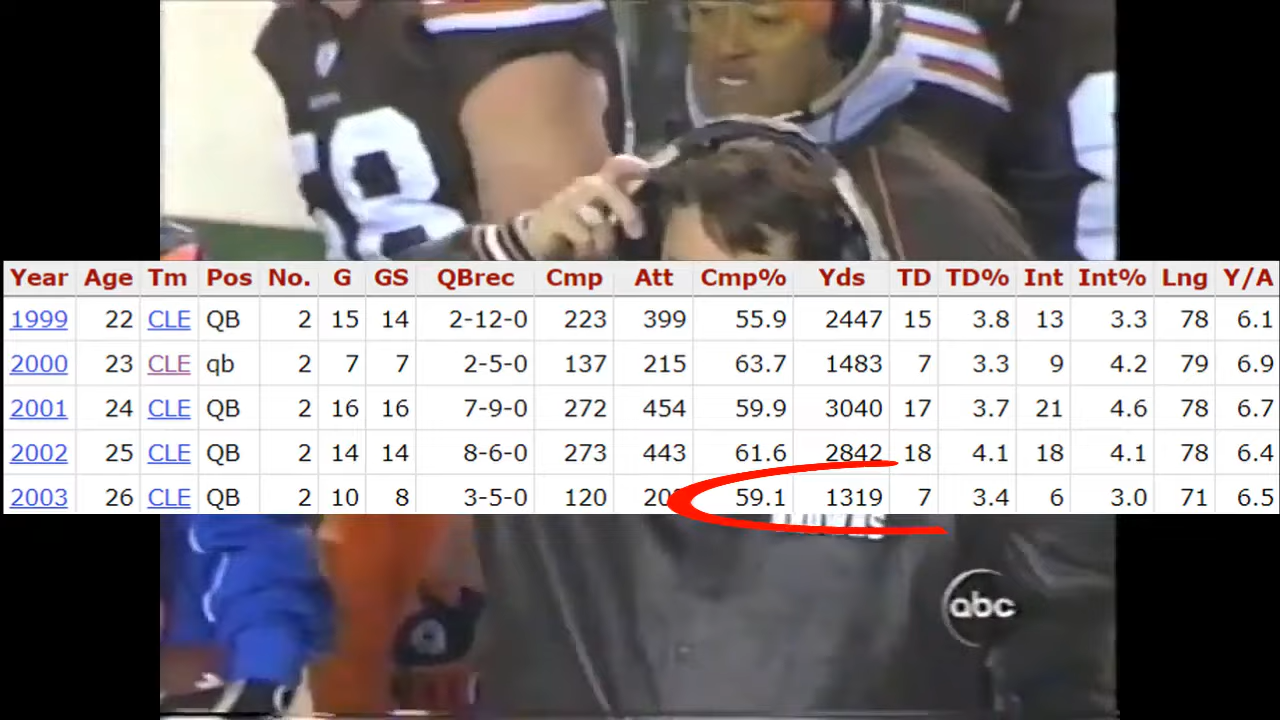 Year Age Tm Pos No. G GS QBrec Cmp Att Cmp% Yds TD TD% Int Int% Lng Y/A
1999 22 CLE QB 2 15 14 2-12-0 223 399 55.9 2447 15 3.8 13 3.3 78 6.1
2000 23 CLE qb 2 7 7 2-5-0 137 215 63.7 1483 7 3.3 9 4.2 79 6.9
2001 24 CLE QB 2 16 16 7-9-0 272 454 59.9 3040 17 3.7 21 4.6 78 6.7
2002 25 CLE QB 2 14 14 8-6-0 273 443 61.6 2842 18 4.1 18 4.1 78 6.4
2003 26 CLE QB 2 10 8 3-5-0 120 59.1 1319 7 3.4 6 3.0 71 6.5
abc